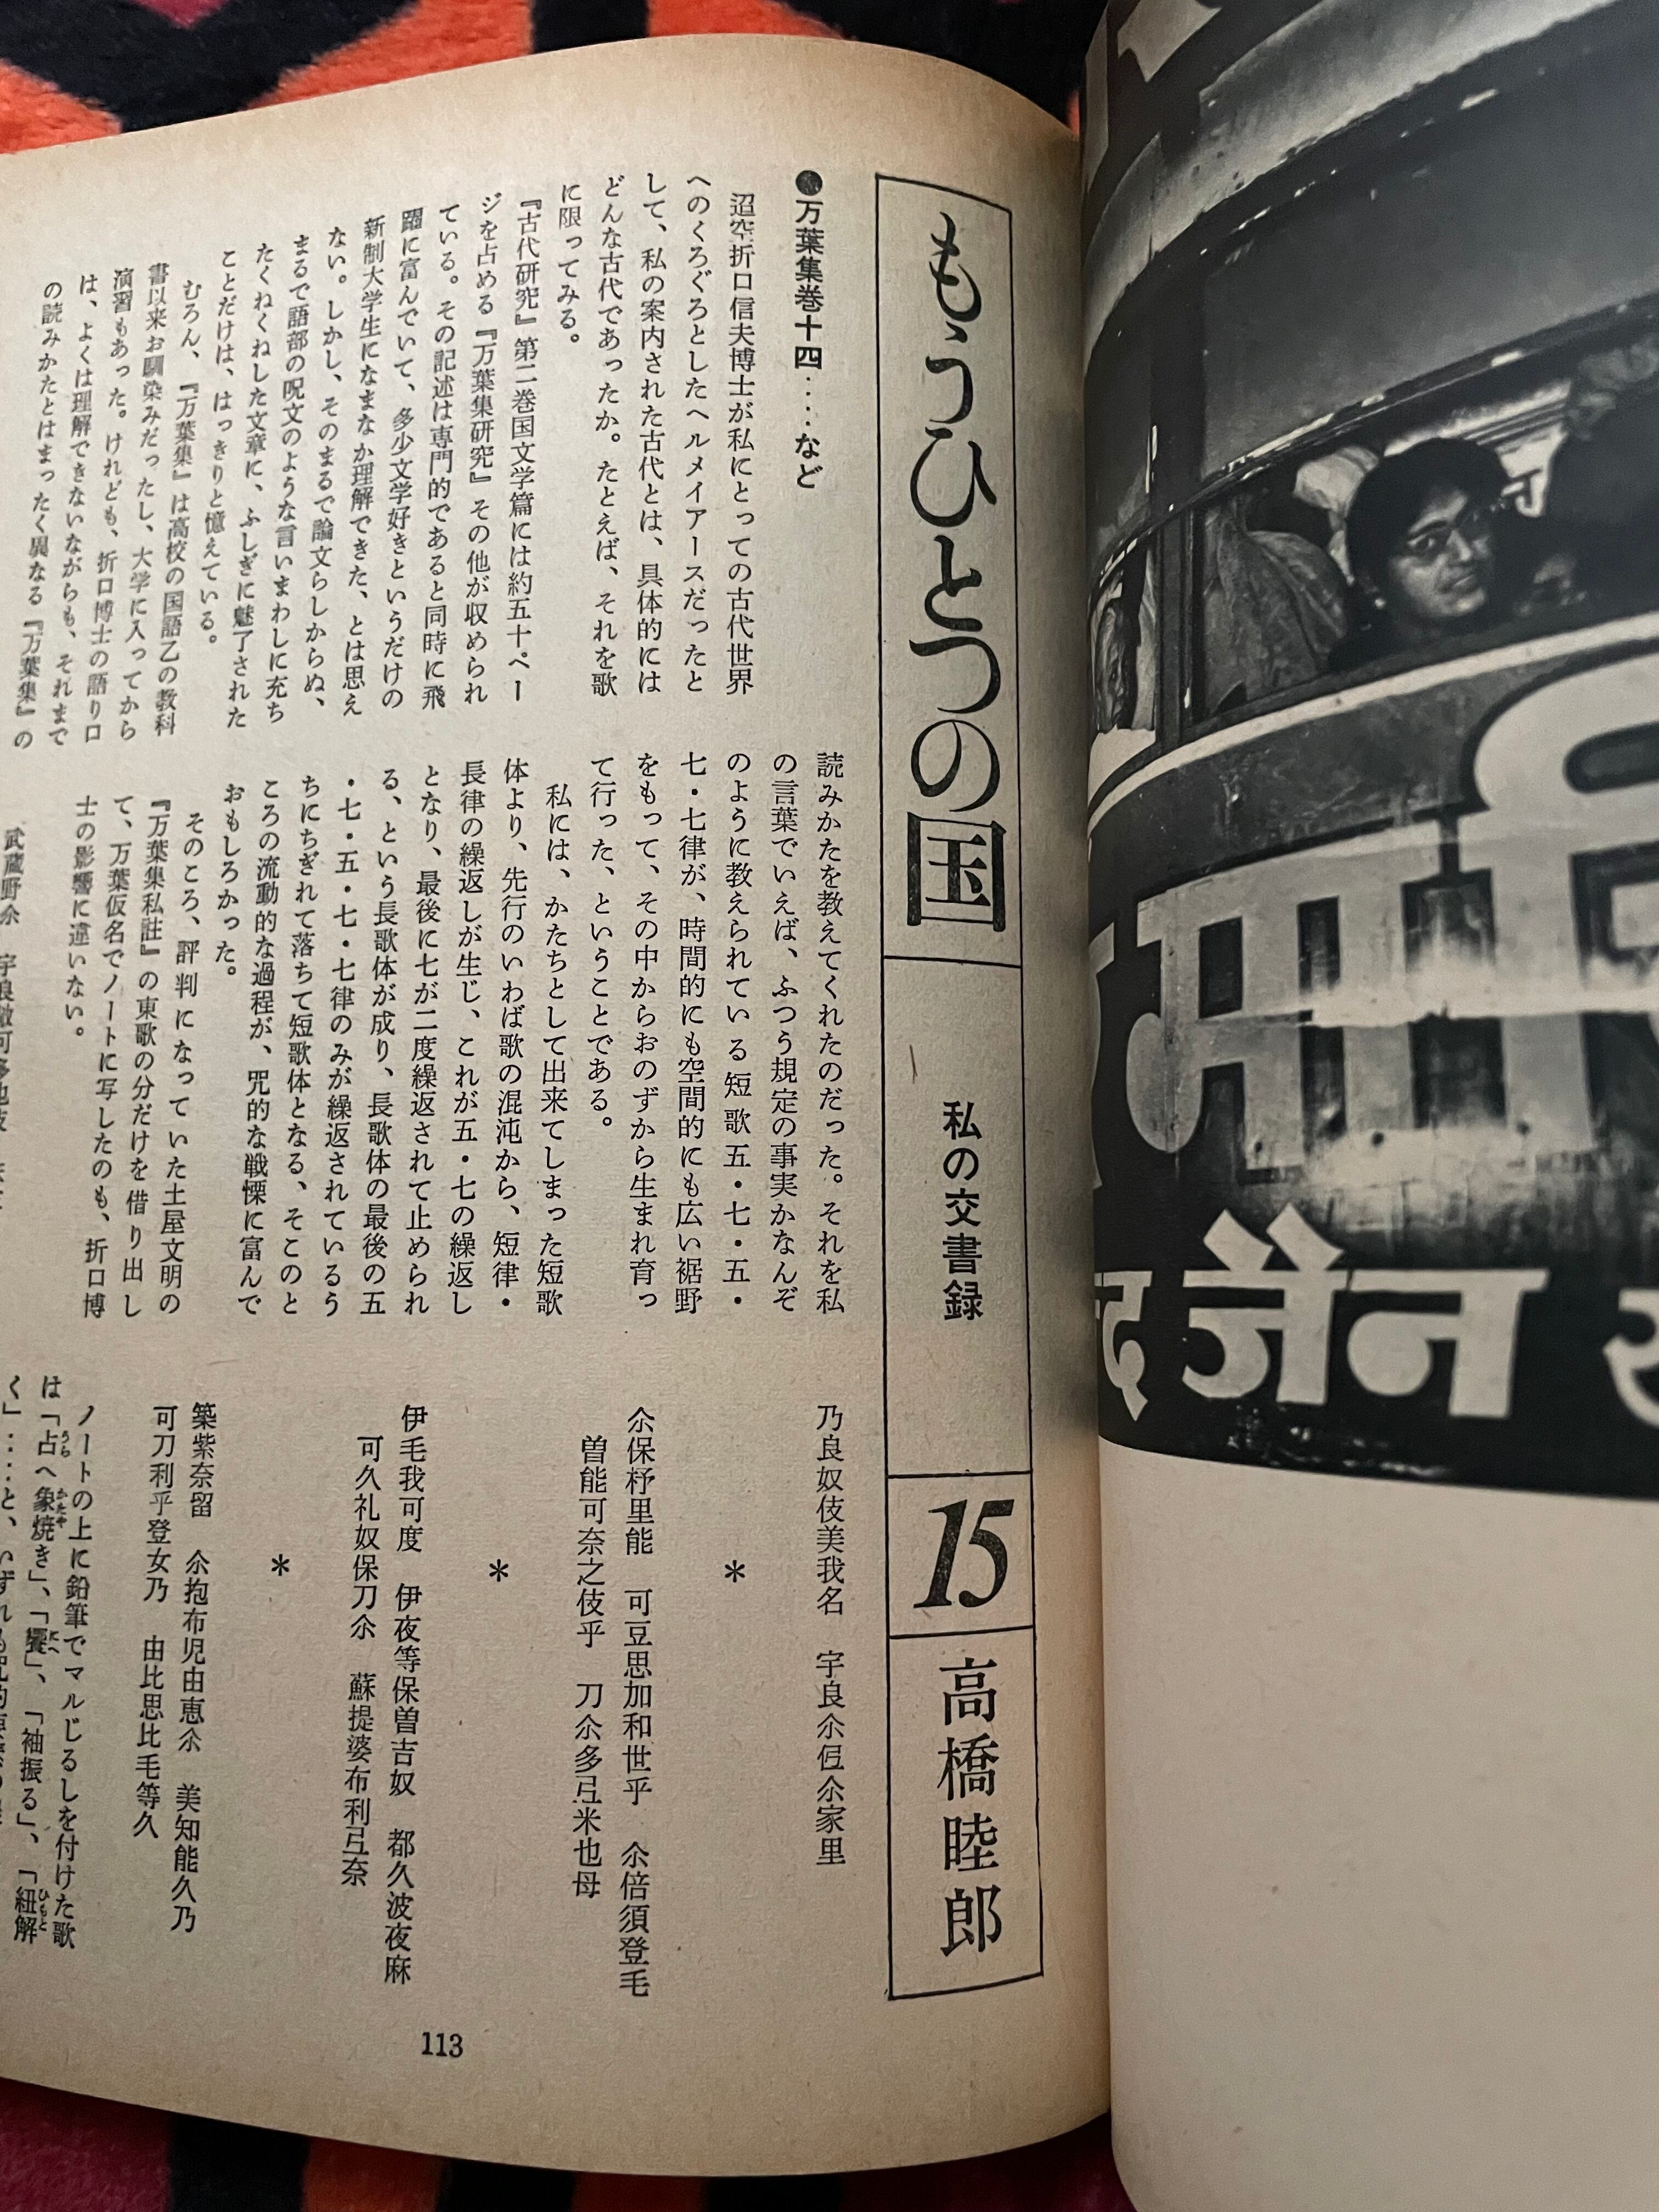 もうひとつの国
私の交書録
15
高橋睦郎
●万葉集巻十四‥‥など
迢空折口信夫博士が私にとっての古代世界
へのくろぐろとしたヘルメイアースだったと
して、私の案内された古代とは、具体的には
どんな古代であったか。たとえば、それを歌
に限ってみる。
『古代研究』第二巻国文学篇には約五十ペー
ジを占める『万葉集研究』その他が収められ
ている。その記述は専門的であると同時に飛
躍に富んでいて、多少文学好きというだけの
新制大学生になまなか理解できた、とは思え
ない。しかし、そのまるで論文らしからぬ、
まるで語部の呪文のような言いまわしに充ち
たくねくねした文章に、ふしぎに魅了された
ことだけは、はっきりと憶えている。
むろん、『万葉集』は高校の国語乙の教科
書以来お馴染みだったし、大学に入ってから
演習もあった。けれども、折口博士の語り口
は、よくは理解できないながらも、それまで
の読みかたとはまったく異なる『万葉集』の
読みかたを教えてくれたのだった。それを私
の言葉でいえば、ふつう規定の事実かなんぞ
のように教えられている短歌五・七・五・
七・七律が、時間的にも空間的にも広い裾野
をもって、その中からおのずから生まれ育っ
て行った、ということである。
私には、かたちとして出来てしまった短歌
体より、先行のいわば歌の混沌から、短律・
長律の繰返しが生じ、これが五・七の繰返し
となり、最後に七が二度繰返されて止められ
る、という長歌体が成り、長歌体の最後の五
・七・五・七・七律のみが繰返されているう
ちにちぎれて落ちて短歌体となる、そこのと
ころの流動的な過程が、咒的な戦慄に富んで
おもしろかった。
そのころ、評判になっていた土屋文明の
『万葉集私註』の東歌の分だけを借り出し
て、万葉仮名でノートに写したのも、折口博
士の影響に違いない。
武蔵野尒
乃良奴伎美我名 宇良尒侶尒家里
＊
尒保杼里能 可豆思加和世乎 尒倍須登毛
曽能可奈之伎乎 刀尒多弖米也母
＊
伊毛我可度 伊夜等保曽吉奴 都久波夜麻
可久礼奴保刀尒 蘇提婆布利弖奈
＊
築紫奈留 尒抱布児由恵尒 美知能久乃
可刀利乎登女乃 由比思比毛等久
ノートの上に鉛筆でマルじるしを付けた歌
は「占へ象焼き」、「饗」、「袖振る」、「紐解
く」……と、いずれも
113
मा
जैन